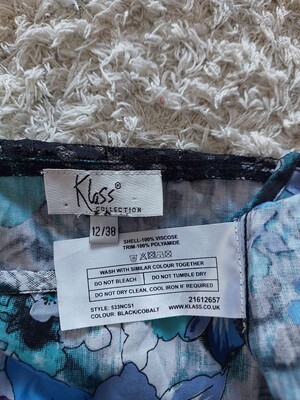 Klass®
COLLECTION
12/38
SHELL-100% VISCOSE
TRIM-100% POLYAMIDE
WASH WITH SIMILAR COLOUR TOGETHER
DO NOT BLEACH DO NOT TUMBLE DRY
DO NOT DRY CLEAN, COOL IRON IF REQUIRED
STYLE: 533NCS1 21612657
COLOUR: BLACK/COBALT WWW.KLASS.CO.UK